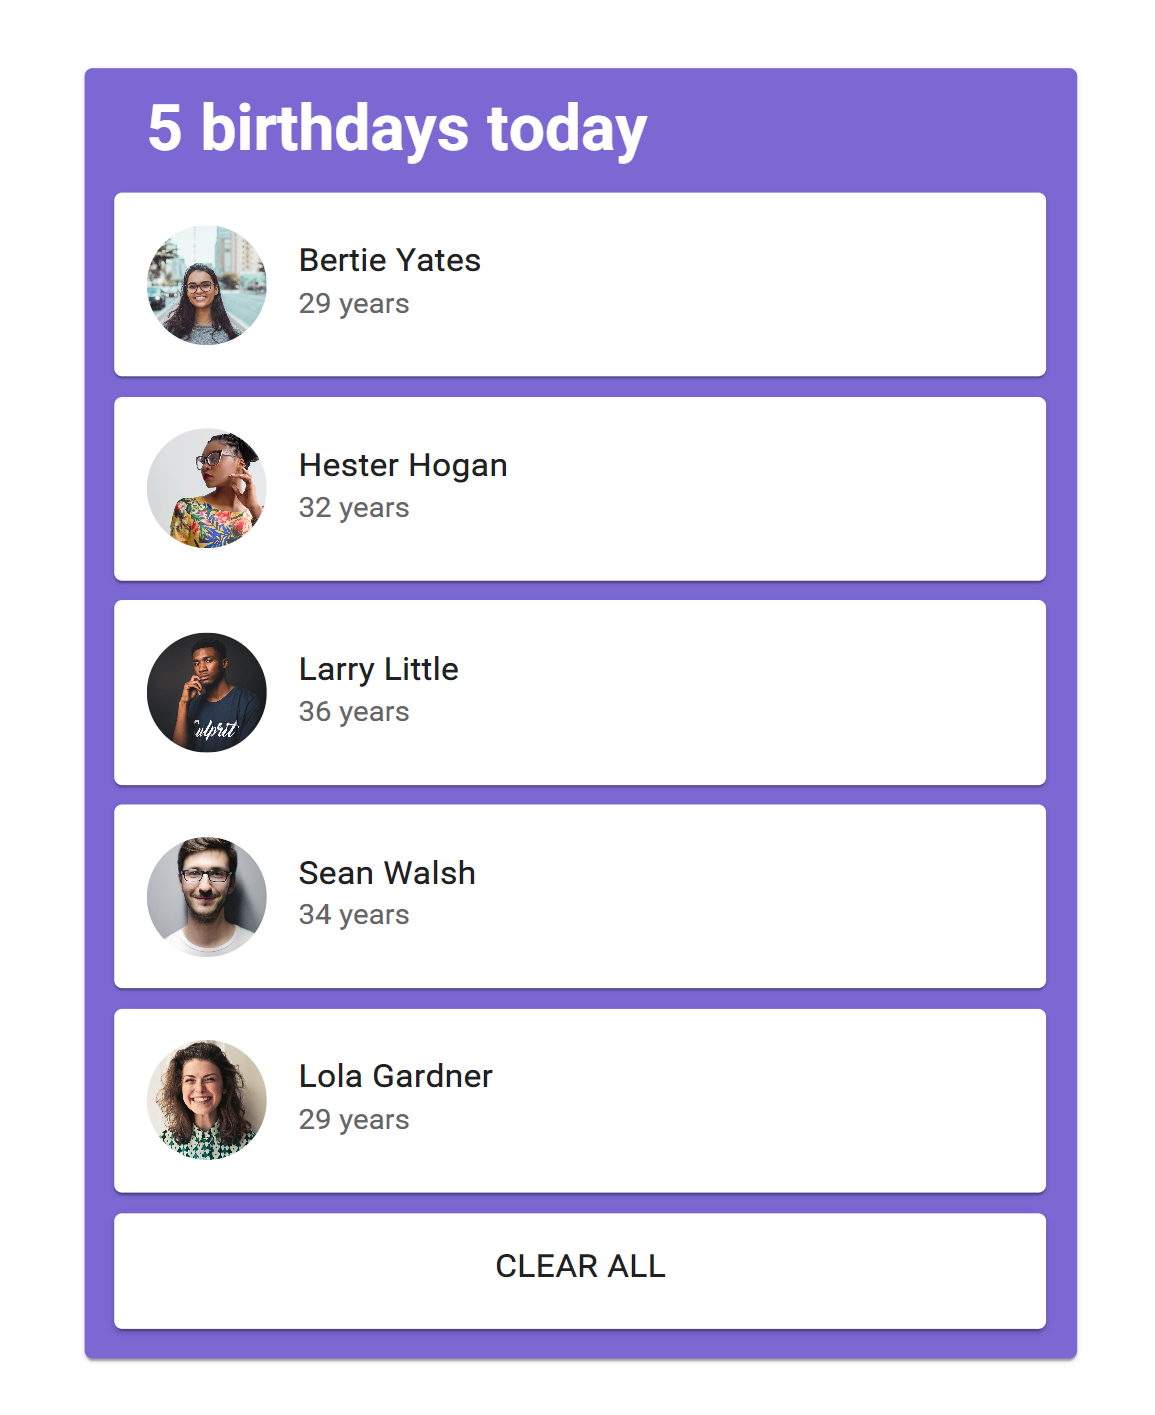 5 birthdays today
Bertie Yates
29 years
Hester Hogan
32 years
Larry Little
36 years
Culprit
Sean Walsh
34 years
Lola Gardner
29 years
CLEAR ALL